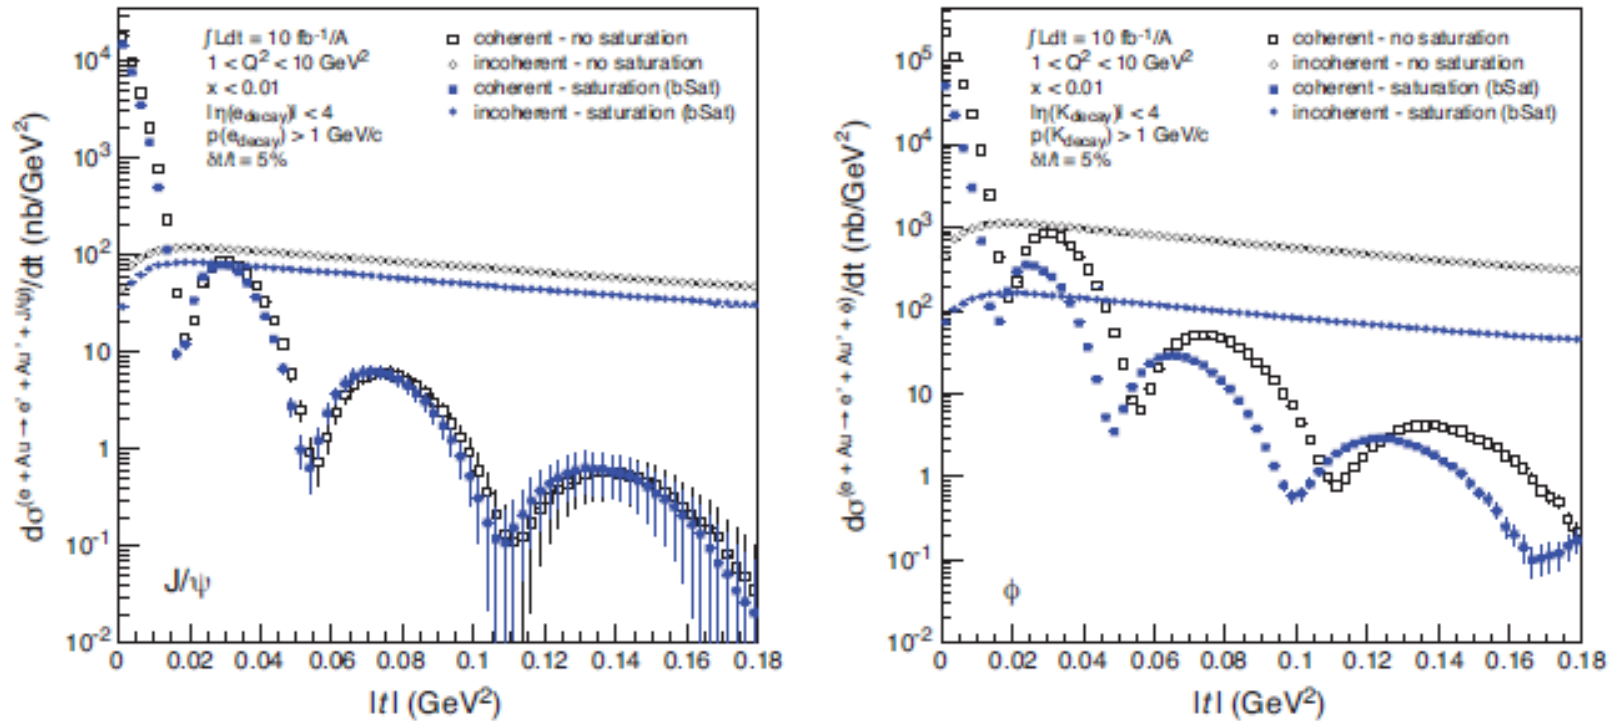 ∫Ldt = 10 fb⁻¹/A
1 < Q² < 10 GeV²
x < 0.01
|η(e_decay)| < 4
p(e_decay) > 1 GeV/c
δt/t = 5%
coherent - no saturation
incoherent - no saturation
coherent - saturation (bSat)
incoherent - saturation (bSat)
dσ^(e + Au → e' + Au' + J/ψ)/dt (nb/GeV²)
10⁴
10³
10²
10
1
10⁻¹
10⁻²
J/ψ
0 0.02 0.04 0.06 0.08 0.1 0.12 0.14 0.16 0.18
|t| (GeV²)
∫Ldt = 10 fb⁻¹/A
1 < Q² < 10 GeV²
x < 0.01
|η(K_decay)| < 4
p(K_decay) > 1 GeV/c
δt/t = 5%
coherent - no saturation
incoherent - no saturation
coherent - saturation (bSat)
incoherent - saturation (bSat)
dσ^(e + Au → e' + Au' + ϕ)/dt (nb/GeV²)
10⁵
10⁴
10³
10²
10
1
10⁻¹
10⁻²
ϕ
0 0.02 0.04 0.06 0.08 0.1 0.12 0.14 0.16 0.18
|t| (GeV²)